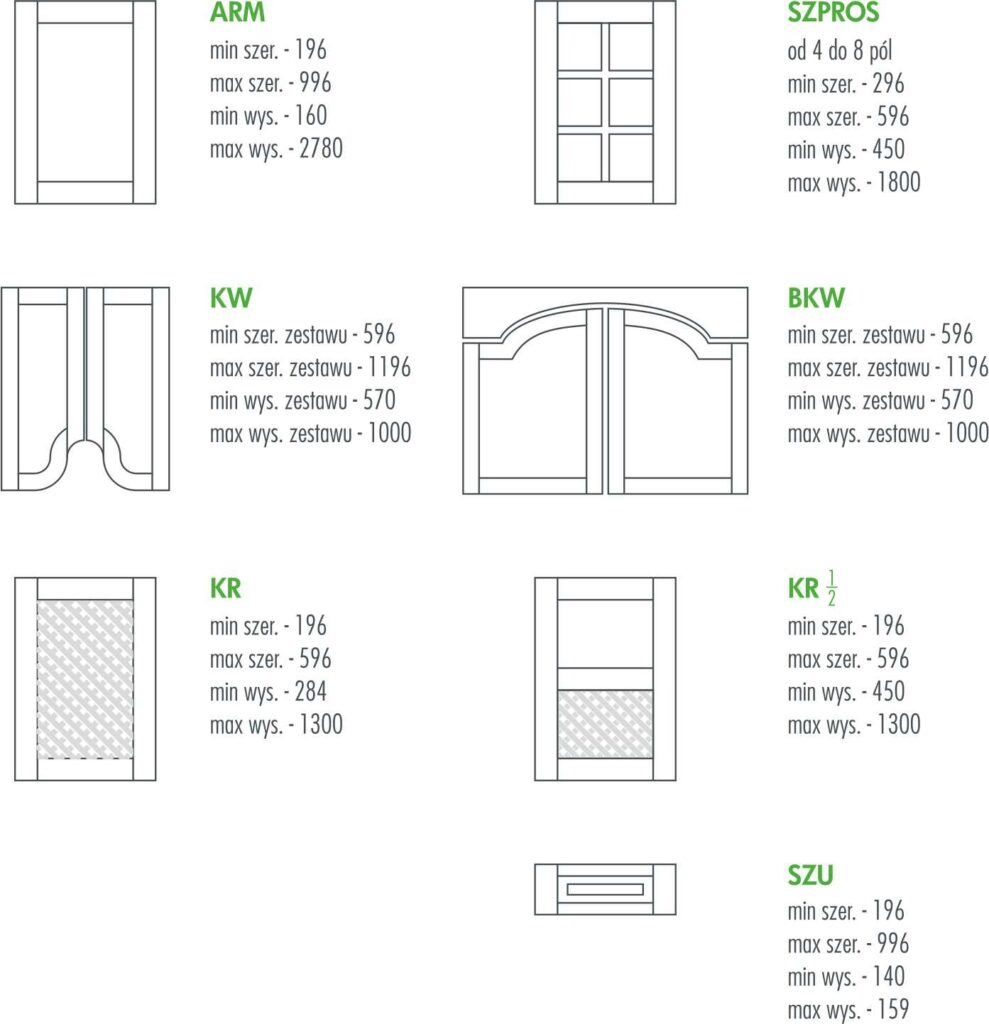 ARM
min szer. - 196
max szer. - 996
min wys. - 160
max wys. - 2780
SZPROS
od 4 do 8 pól
min szer. - 296
max szer. - 596
min wys. - 450
max wys. - 1800
KW
min szer. zestawu - 596
max szer. zestawu - 1196
min wys. zestawu - 570
max wys. zestawu - 1000
BKW
min szer. zestawu - 596
max szer. zestawu - 1196
min wys. zestawu - 570
max wys. zestawu - 1000
KR
min szer. - 196
max szer. - 596
min wys. - 284
max wys. - 1300
KR 1/2
min szer. - 196
max szer. - 596
min wys. - 450
max wys. - 1300
SZU
min szer. - 196
max szer. - 996
min wys. - 140
max wys. - 159